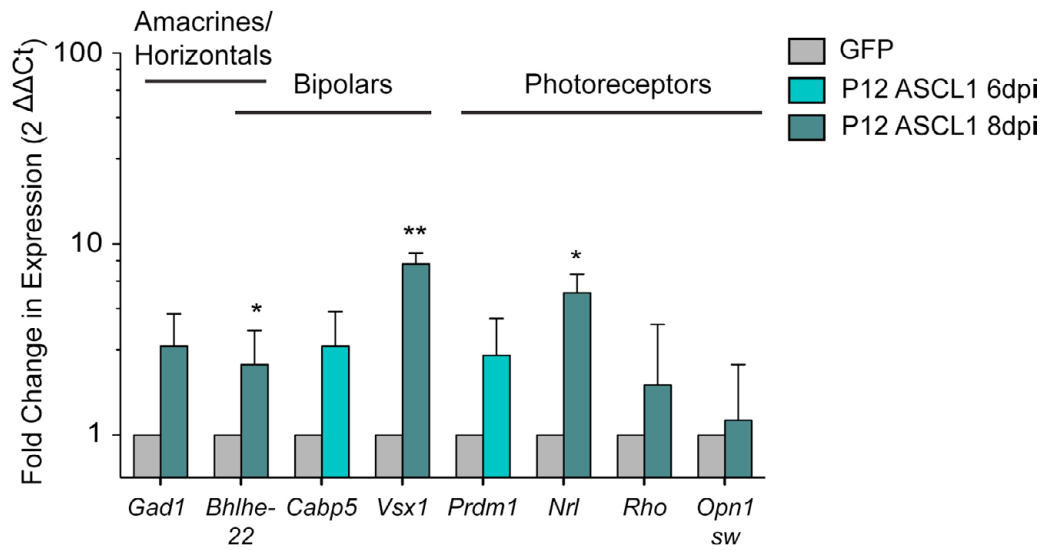 Amacrines/
Horizontals
Bipolars
Photoreceptors
GFP
P12 ASCL1 6dpi
P12 ASCL1 8dpi
Fold Change in Expression (2 ΔΔCt)
100
10
1
*
**
*
Gad1
Bhlhe-
22
Cabp5
Vsx1
Prdm1
Nrl
Rho
Opn1
sw